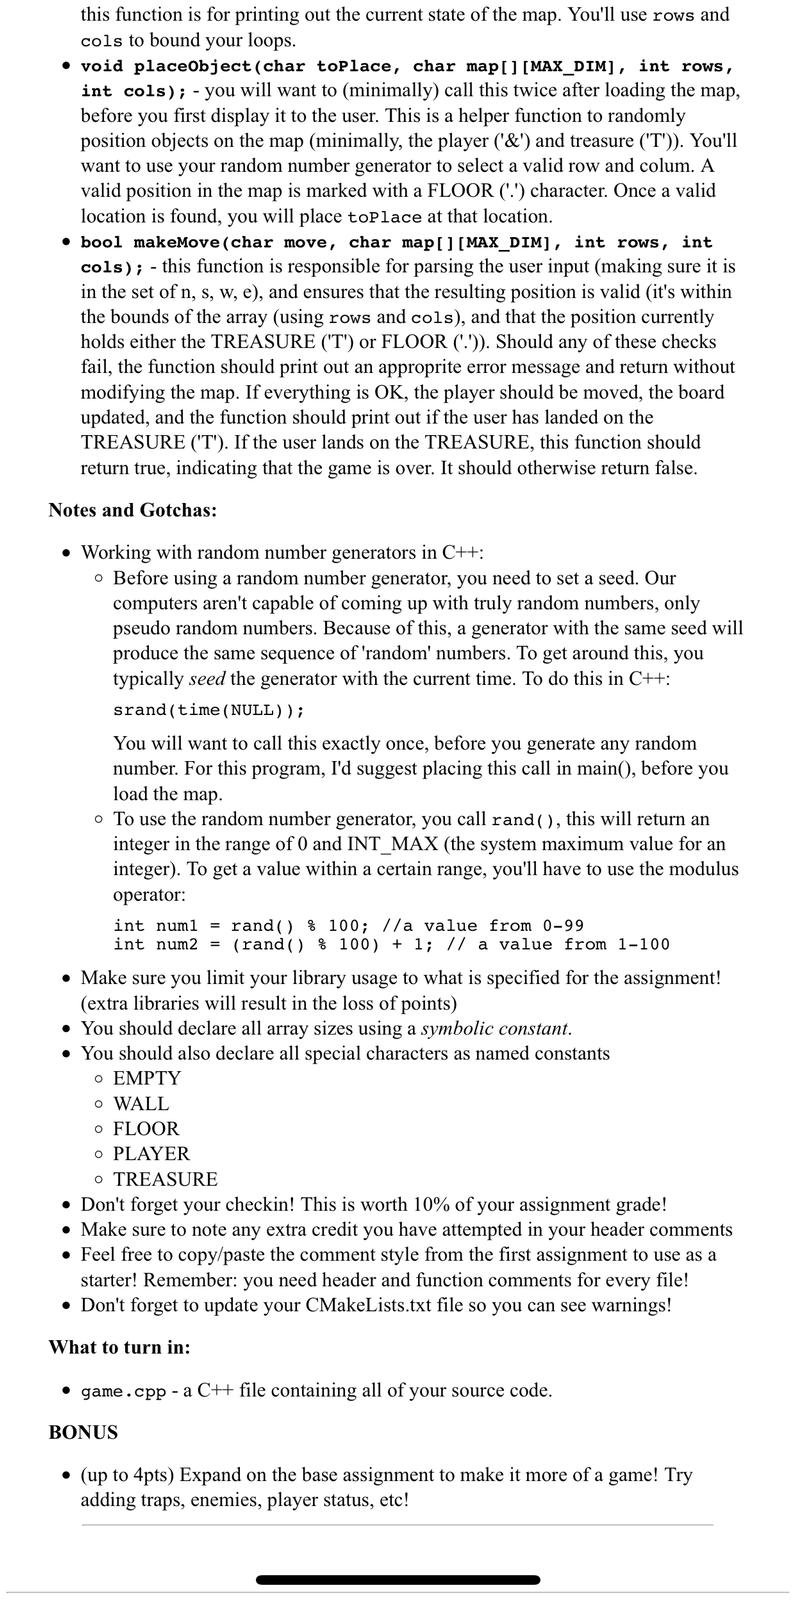 this function is for printing out the current state of the map. You'll use rows and
cols to bound your loops.
• void placeObject(char toPlace, char map[][MAX_DIM], int rows,
int cols); - you will want to (minimally) call this twice after loading the map,
before you first display it to the user. This is a helper function to randomly
position objects on the map (minimally, the player ('&') and treasure ('T')). You'll
want to use your random number generator to select a valid row and colum. A
valid position in the map is marked with a FLOOR ('.') character. Once a valid
location is found, you will place toPlace at that location.
• bool makeMove(char move, char map[][MAX_DIM], int rows, int
cols); - this function is responsible for parsing the user input (making sure it is
in the set of n, s, w, e), and ensures that the resulting position is valid (it's within
the bounds of the array (using rows and cols), and that the position currently
holds either the TREASURE ('T') or FLOOR ('.')). Should any of these checks
fail, the function should print out an approprite error message and return without
modifying the map. If everything is OK, the player should be moved, the board
updated, and the function should print out if the user has landed on the
TREASURE ('T'). If the user lands on the TREASURE, this function should
return true, indicating that the game is over. It should otherwise return false.
Notes and Gotchas:
• Working with random number generators in C++:
◦ Before using a random number generator, you need to set a seed. Our
computers aren't capable of coming up with truly random numbers, only
pseudo random numbers. Because of this, a generator with the same seed will
produce the same sequence of 'random' numbers. To get around this, you
typically seed the generator with the current time. To do this in C++:
srand(time(NULL));
You will want to call this exactly once, before you generate any random
number. For this program, I'd suggest placing this call in main(), before you
load the map.
◦ To use the random number generator, you call rand(), this will return an
integer in the range of 0 and INT_MAX (the system maximum value for an
integer). To get a value within a certain range, you'll have to use the modulus
operator:
int num1 = rand() % 100; //a value from 0-99
int num2 = (rand() % 100) + 1; // a value from 1-100
• Make sure you limit your library usage to what is specified for the assignment!
(extra libraries will result in the loss of points)
• You should declare all array sizes using a symbolic constant.
• You should also declare all special characters as named constants
◦ EMPTY
◦ WALL
◦ FLOOR
◦ PLAYER
◦ TREASURE
• Don't forget your checkin! This is worth 10% of your assignment grade!
• Make sure to note any extra credit you have attempted in your header comments
• Feel free to copy/paste the comment style from the first assignment to use as a
starter! Remember: you need header and function comments for every file!
• Don't forget to update your CMakeLists.txt file so you can see warnings!
What to turn in:
• game.cpp - a C++ file containing all of your source code.
BONUS
• (up to 4pts) Expand on the base assignment to make it more of a game! Try
adding traps, enemies, player status, etc!